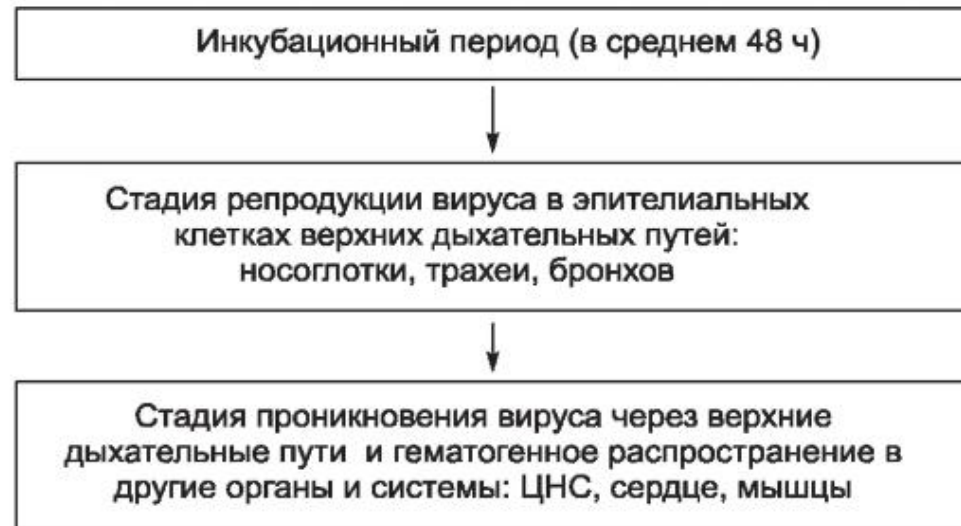 Инкубационный период (в среднем 48 ч)
Стадия репродукции вируса в эпителиальных
клетках верхних дыхательных путей:
носоглотки, трахеи, бронхов
Стадия проникновения вируса через верхние
дыхательные пути и гематогенное распространение в
другие органы и системы: ЦНС, сердце, мышцы